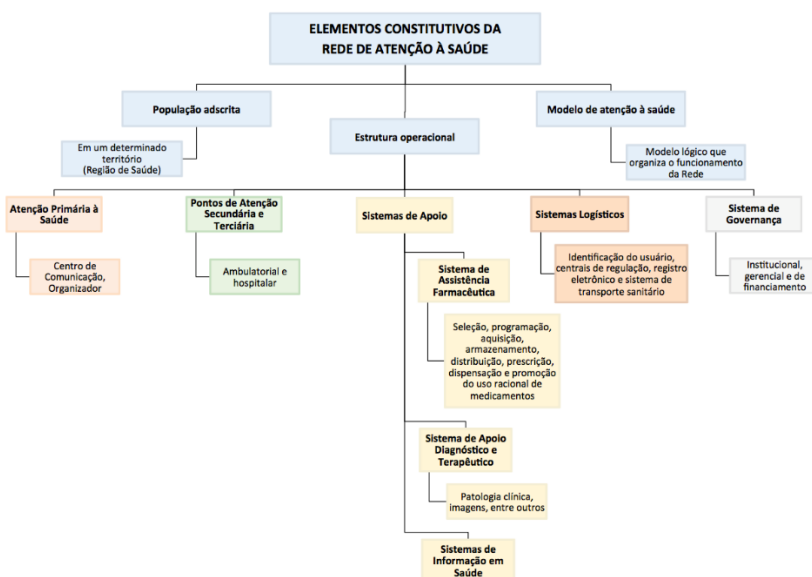 ELEMENTOS CONSTITUTIVOS DA
REDE DE ATENÇÃO À SAÚDE
População adscrita
Em um determinado
território
(Região de Saúde)
Estrutura operacional
Modelo de atenção à saúde
Modelo lógico que
organiza o funcionamento
da Rede
Atenção Primária à
Saúde
Centro de
Comunicação,
Organizador
Pontos de Atenção
Secundária e
Terciária
Ambulatorial e
hospitalar
Sistemas de Apoio
Sistema de
Assistência
Farmacêutica
Seleção, programação,
aquisição,
armazenamento,
distribuição, prescrição,
dispensação e promoção
do uso racional de
medicamentos
Sistema de Apoio
Diagnóstico e
Terapêutico
Patologia clínica,
imagens, entre outros
Sistemas de
Informação em
Saúde
Sistemas Logísticos
Identificação do usuário,
centrais de regulação, registro
eletrônico e sistema de
transporte sanitário
Sistema de
Governança
Institucional,
gerencial e de
financiamento